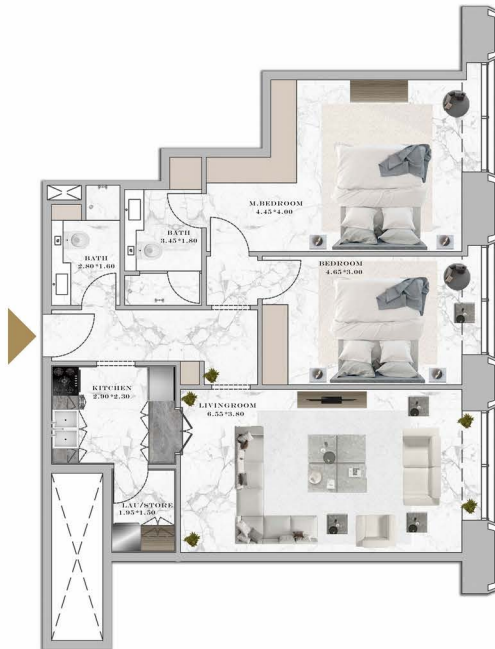 M.BEDROOM
4.45*4.00
BATH
3.45*1.80
BATH
2.80*1.60
BEDROOM
4.65*3.00
KITCHEN
2.90*2.30
LIVINGROOM
6.55*3.80
LAU/STORE
1.95*1.50